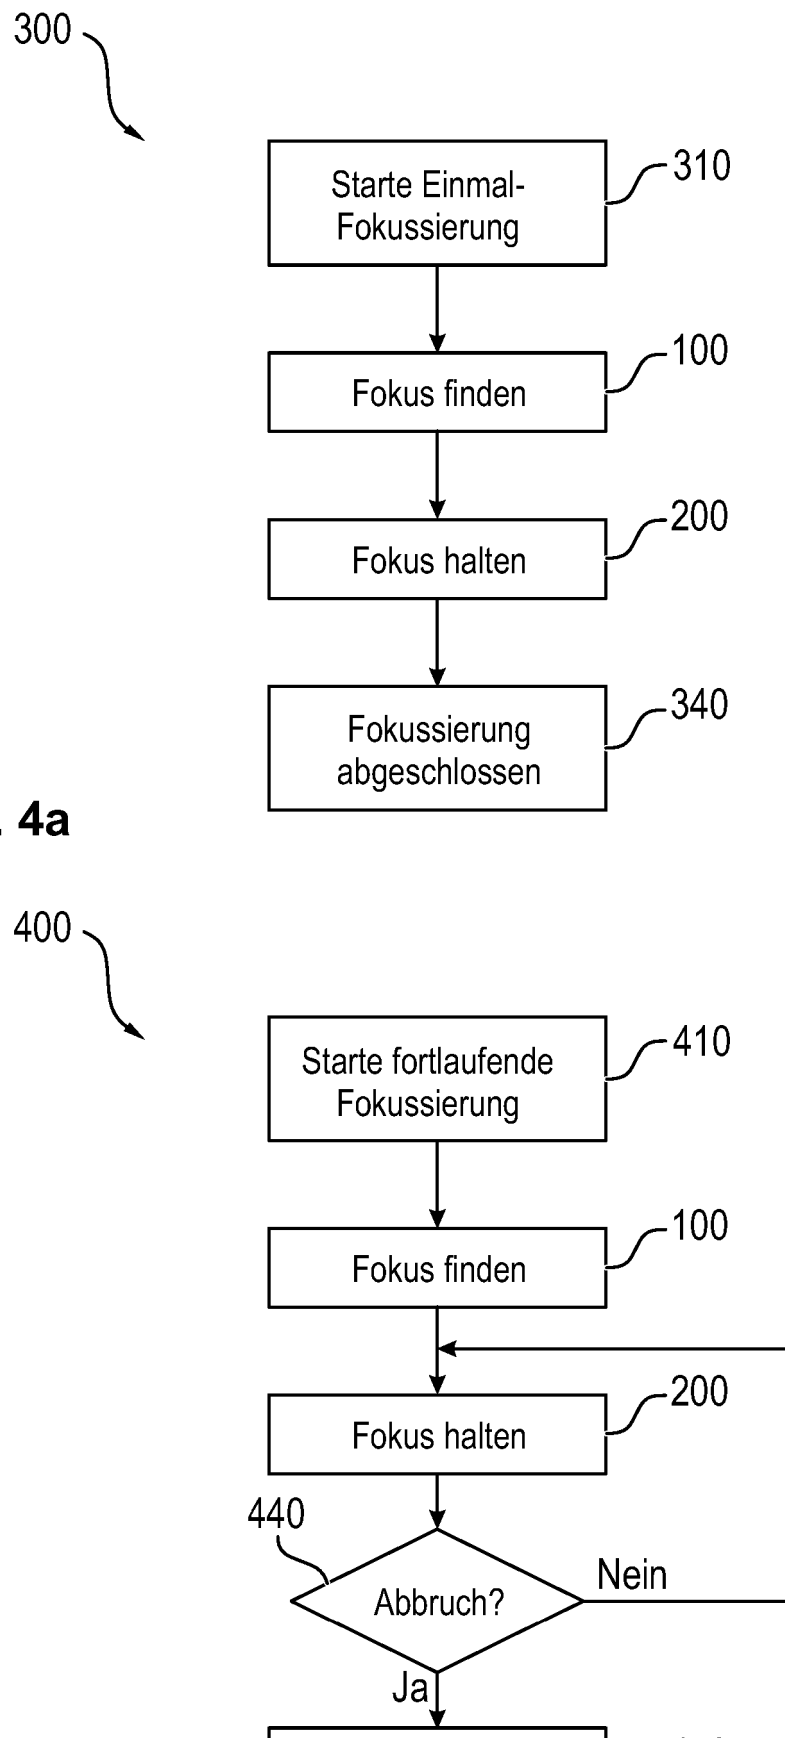 300
310
Starte Einmal-
Fokussierung
100
Fokus finden
200
Fokus halten
340
Fokussierung
abgeschlossen
. 4a
400
410
Starte fortlaufende
Fokussierung
100
Fokus finden
200
Fokus halten
440
Abbruch?
Nein
Ja